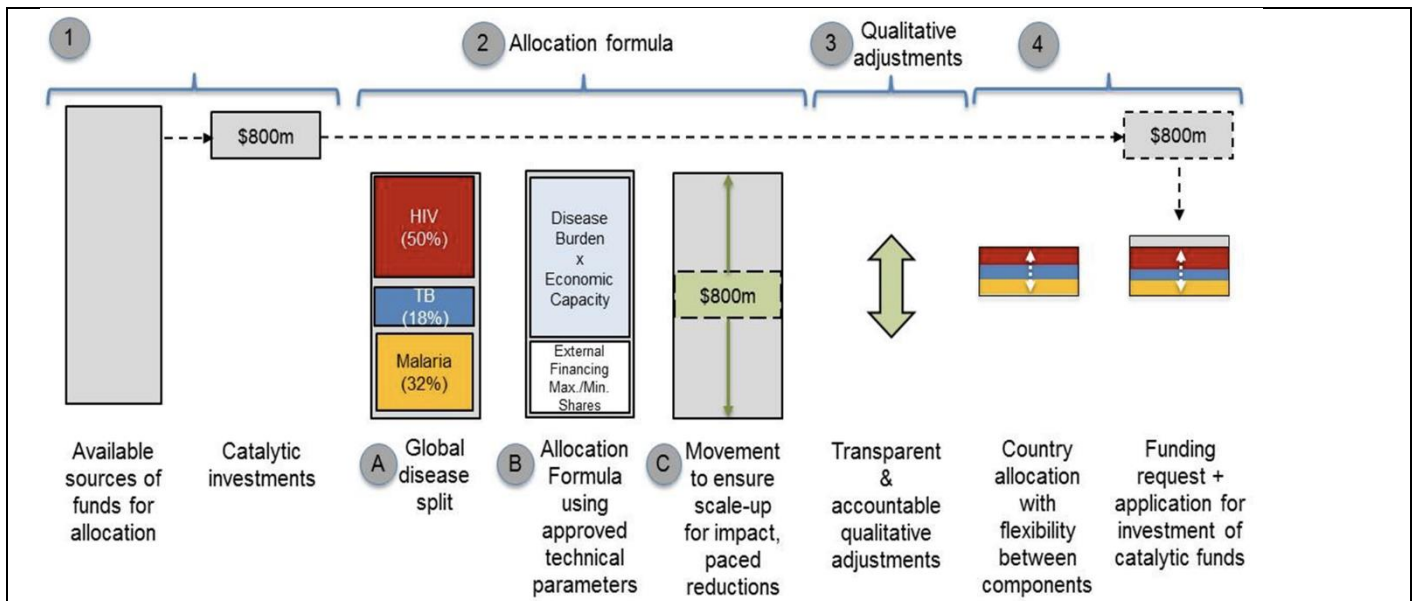 1
2
Allocation formula
3
Qualitative
adjustments
4
$800m
HIV
(50%)
TB
(18%)
Malaria
(32%)
Disease
Burden
x
Economic
Capacity
External
Financing
Max./Min.
Shares
$800m
$800m
Available
sources of
funds for
allocation
Catalytic
investments
A
Global
disease
split
B
Allocation
Formula
using
approved
technical
parameters
C
Movement
to ensure
scale-up
for impact,
paced
reductions
Transparent
&
accountable
qualitative
adjustments
Country
allocation
with
flexibility
between
components
Funding
request +
application for
investment of
catalytic funds